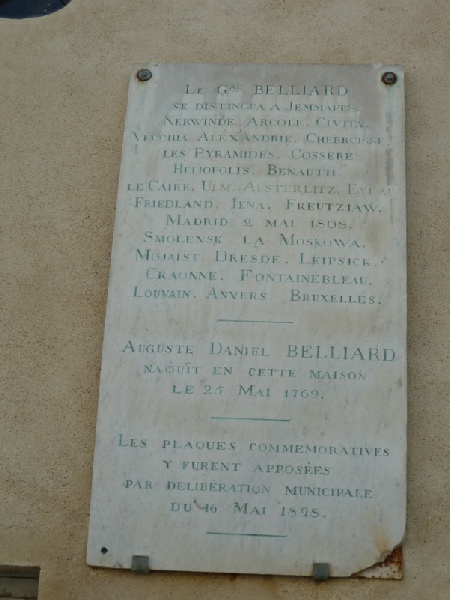 LE GAL BELLIARD
SE DISTINGUA A JEMMAPES,
NERWINDE, ARCOLE, CIVITA,
VECCHIA, ALEXANDRIE, CHEBREISSE
LES PYRAMIDES, COSSERE
HELIOPOLIS, BENAUTH,
LE CAIRE, ULM, AUSTERLITZ, EYLAU
FRIEDLAND, IENA, FREUTZLAW,
MADRID 2 MAI 1808.
SMOLENSK LA MOSKOWA,
MOJAIST, DRESDE, LEIPSICK,
CRAONNE, FONTAINEBLEAU,
LOUVAIN, ANVERS BRUXELLES.
AUGUSTE DANIEL BELLIARD
NAQUIT EN CETTE MAISON
LE 25 MAI 1769.
LES PLAQUES COMMEMORATIVES
Y FURENT APPOSÉES
PAR DELIBERATION MUNICIPALE
DU 16 MAI 1898.